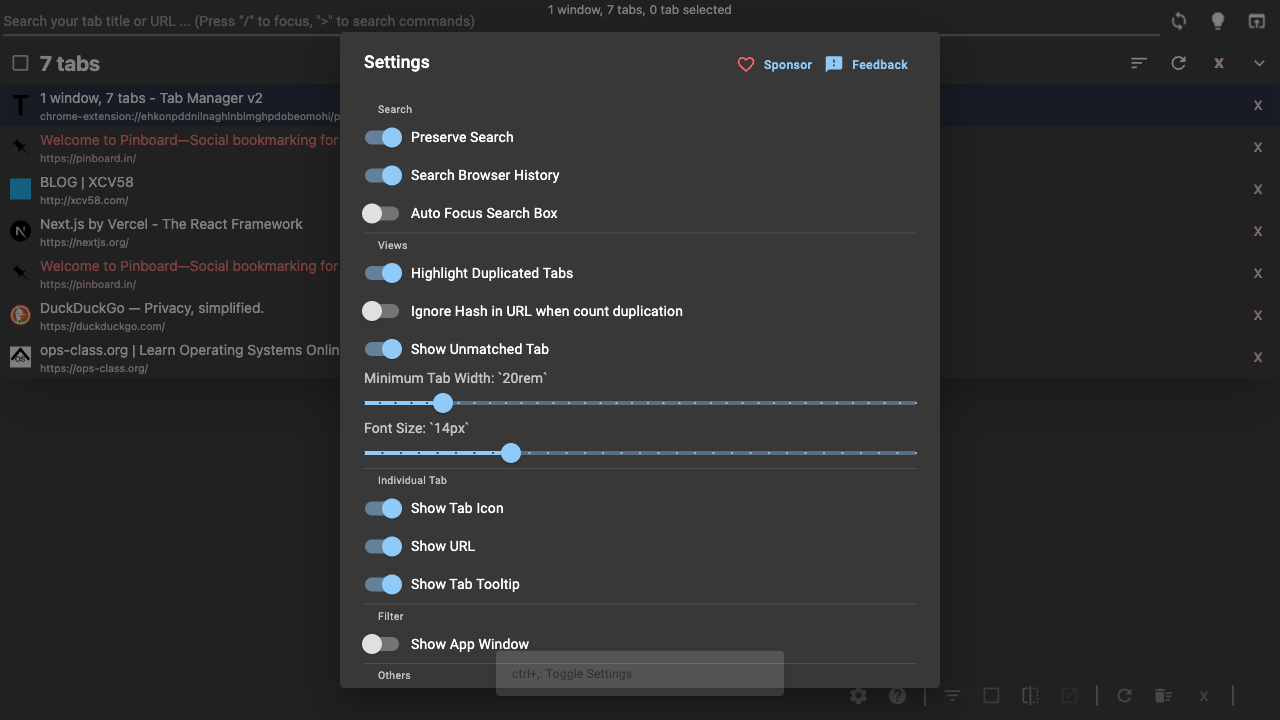 1 window, 7 tabs, 0 tab selected
Search your tab title or URL ... (Press "/" to focus, ">" to search commands)
7 tabs
x
1 window, 7 tabs - Tab Manager v2
chrome-extension://ehkonpddnilnaghlnblmghpdobeomohi/p
x
Welcome to Pinboard—Social bookmarking for
https://pinboard.in/
x
BLOG | XCV58
http://xcv58.com/
x
Next.js by Vercel - The React Framework
https://nextjs.org/
x
Welcome to Pinboard—Social bookmarking for
https://pinboard.in/
x
DuckDuckGo — Privacy, simplified.
https://duckduckgo.com/
x
ops-class.org | Learn Operating Systems Onlin
https://ops-class.org/
x
Settings
Sponsor
Feedback
Search
Preserve Search
Search Browser History
Auto Focus Search Box
Views
Highlight Duplicated Tabs
Ignore Hash in URL when count duplication
Show Unmatched Tab
Minimum Tab Width: `20rem`
Font Size: `14px`
Individual Tab
Show Tab Icon
Show URL
Show Tab Tooltip
Filter
Show App Window
Others
ctrl+,: Toggle Settings
x